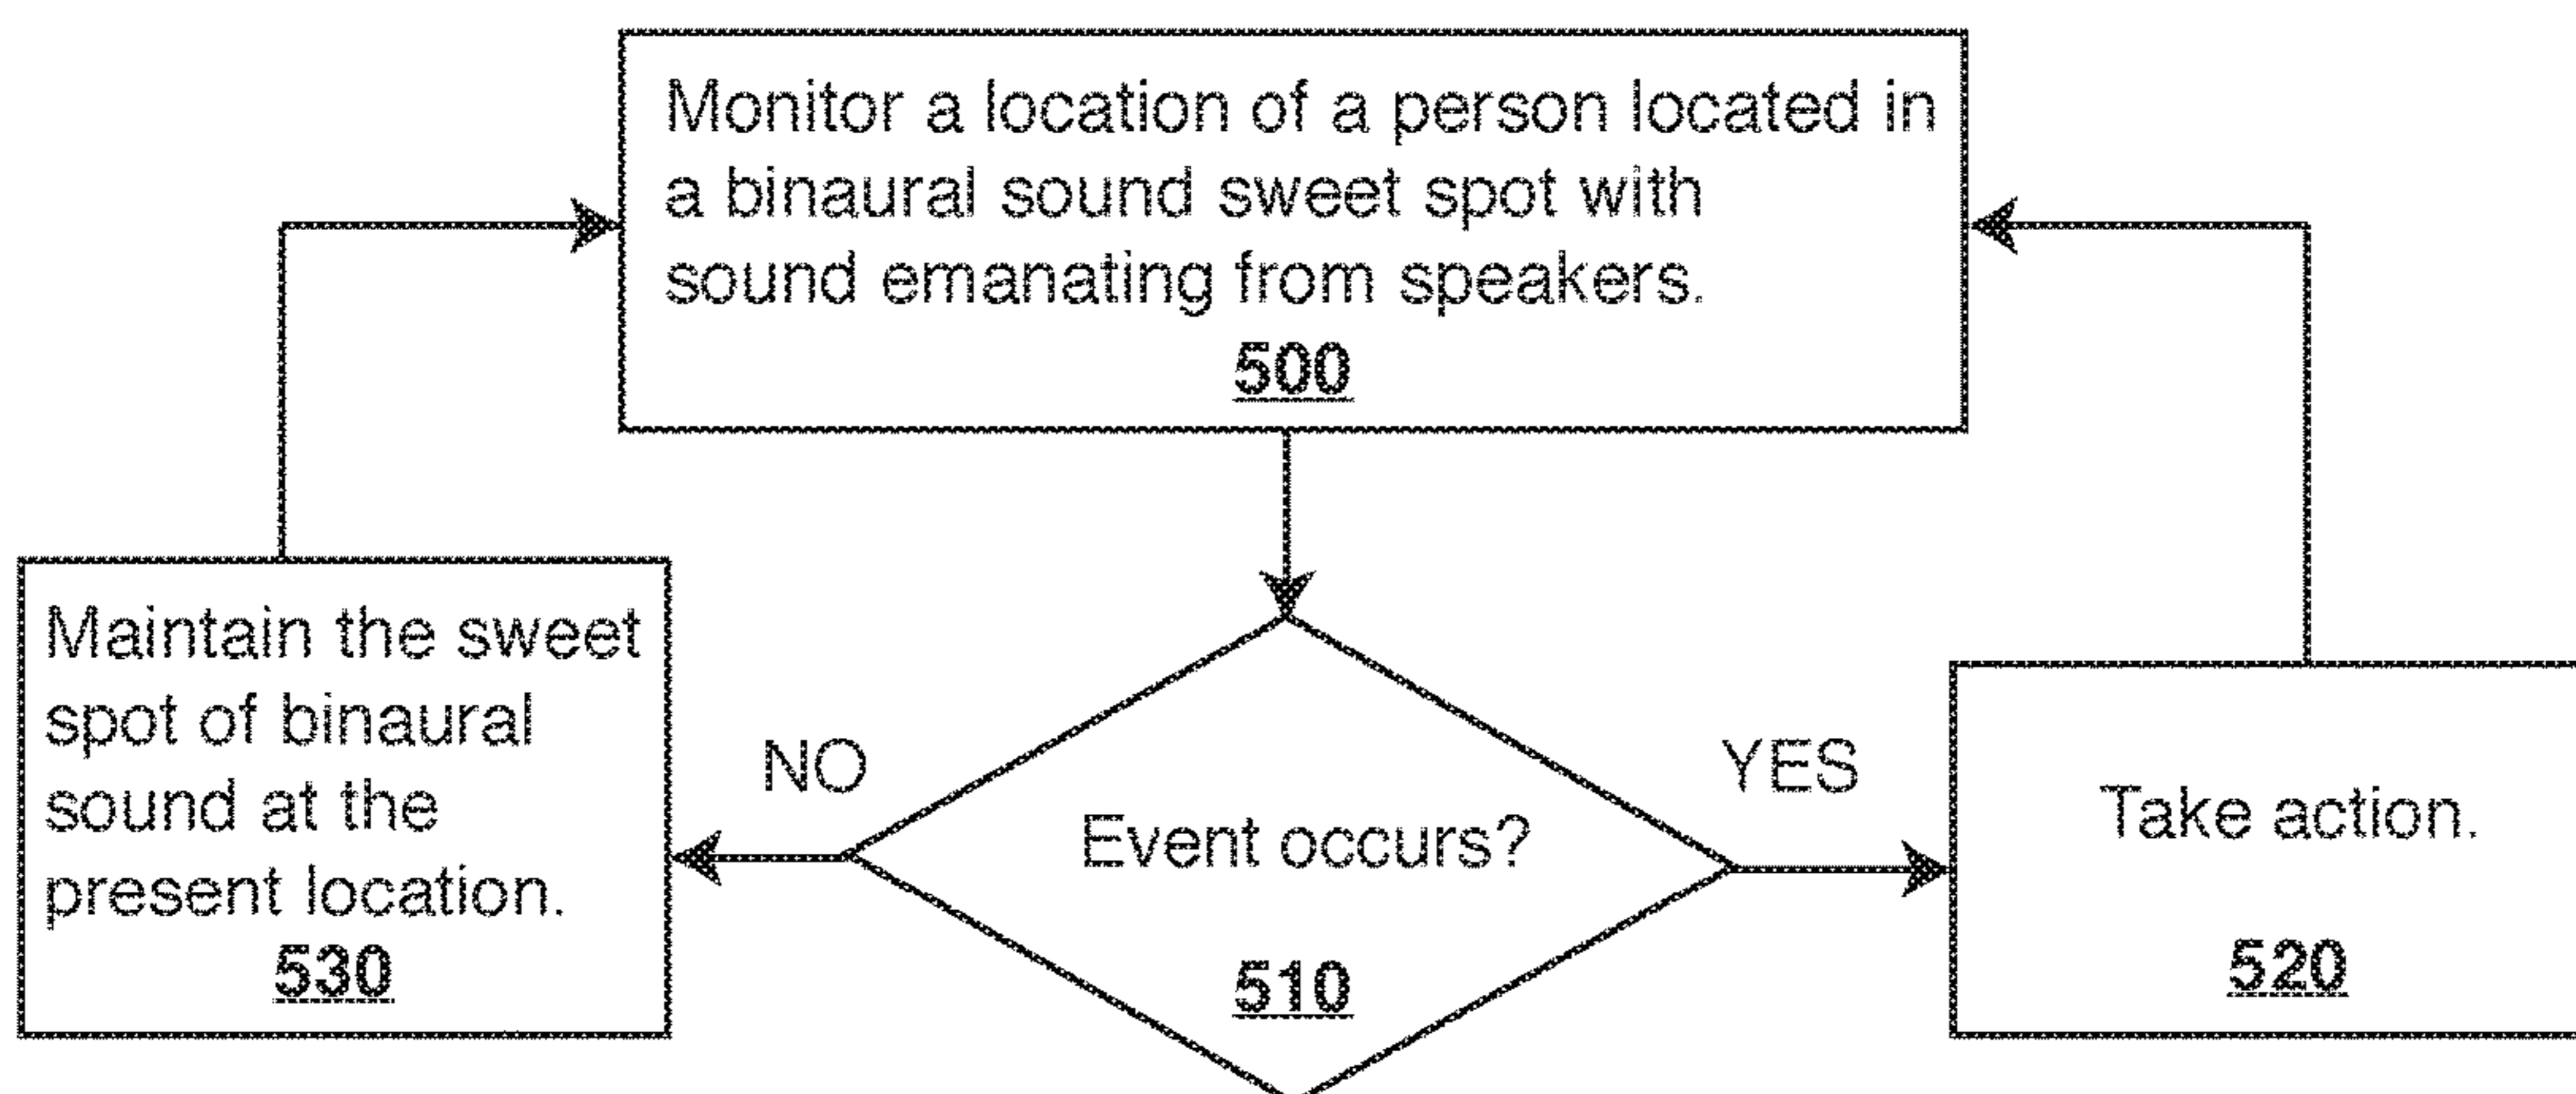 Monitor a location of a person located in
a binaural sound sweet spot with
sound emanating from speakers.
500
Maintain the sweet
spot of binaural
sound at the
present location.
530
NO
Event occurs?
510
YES
Take action.
520